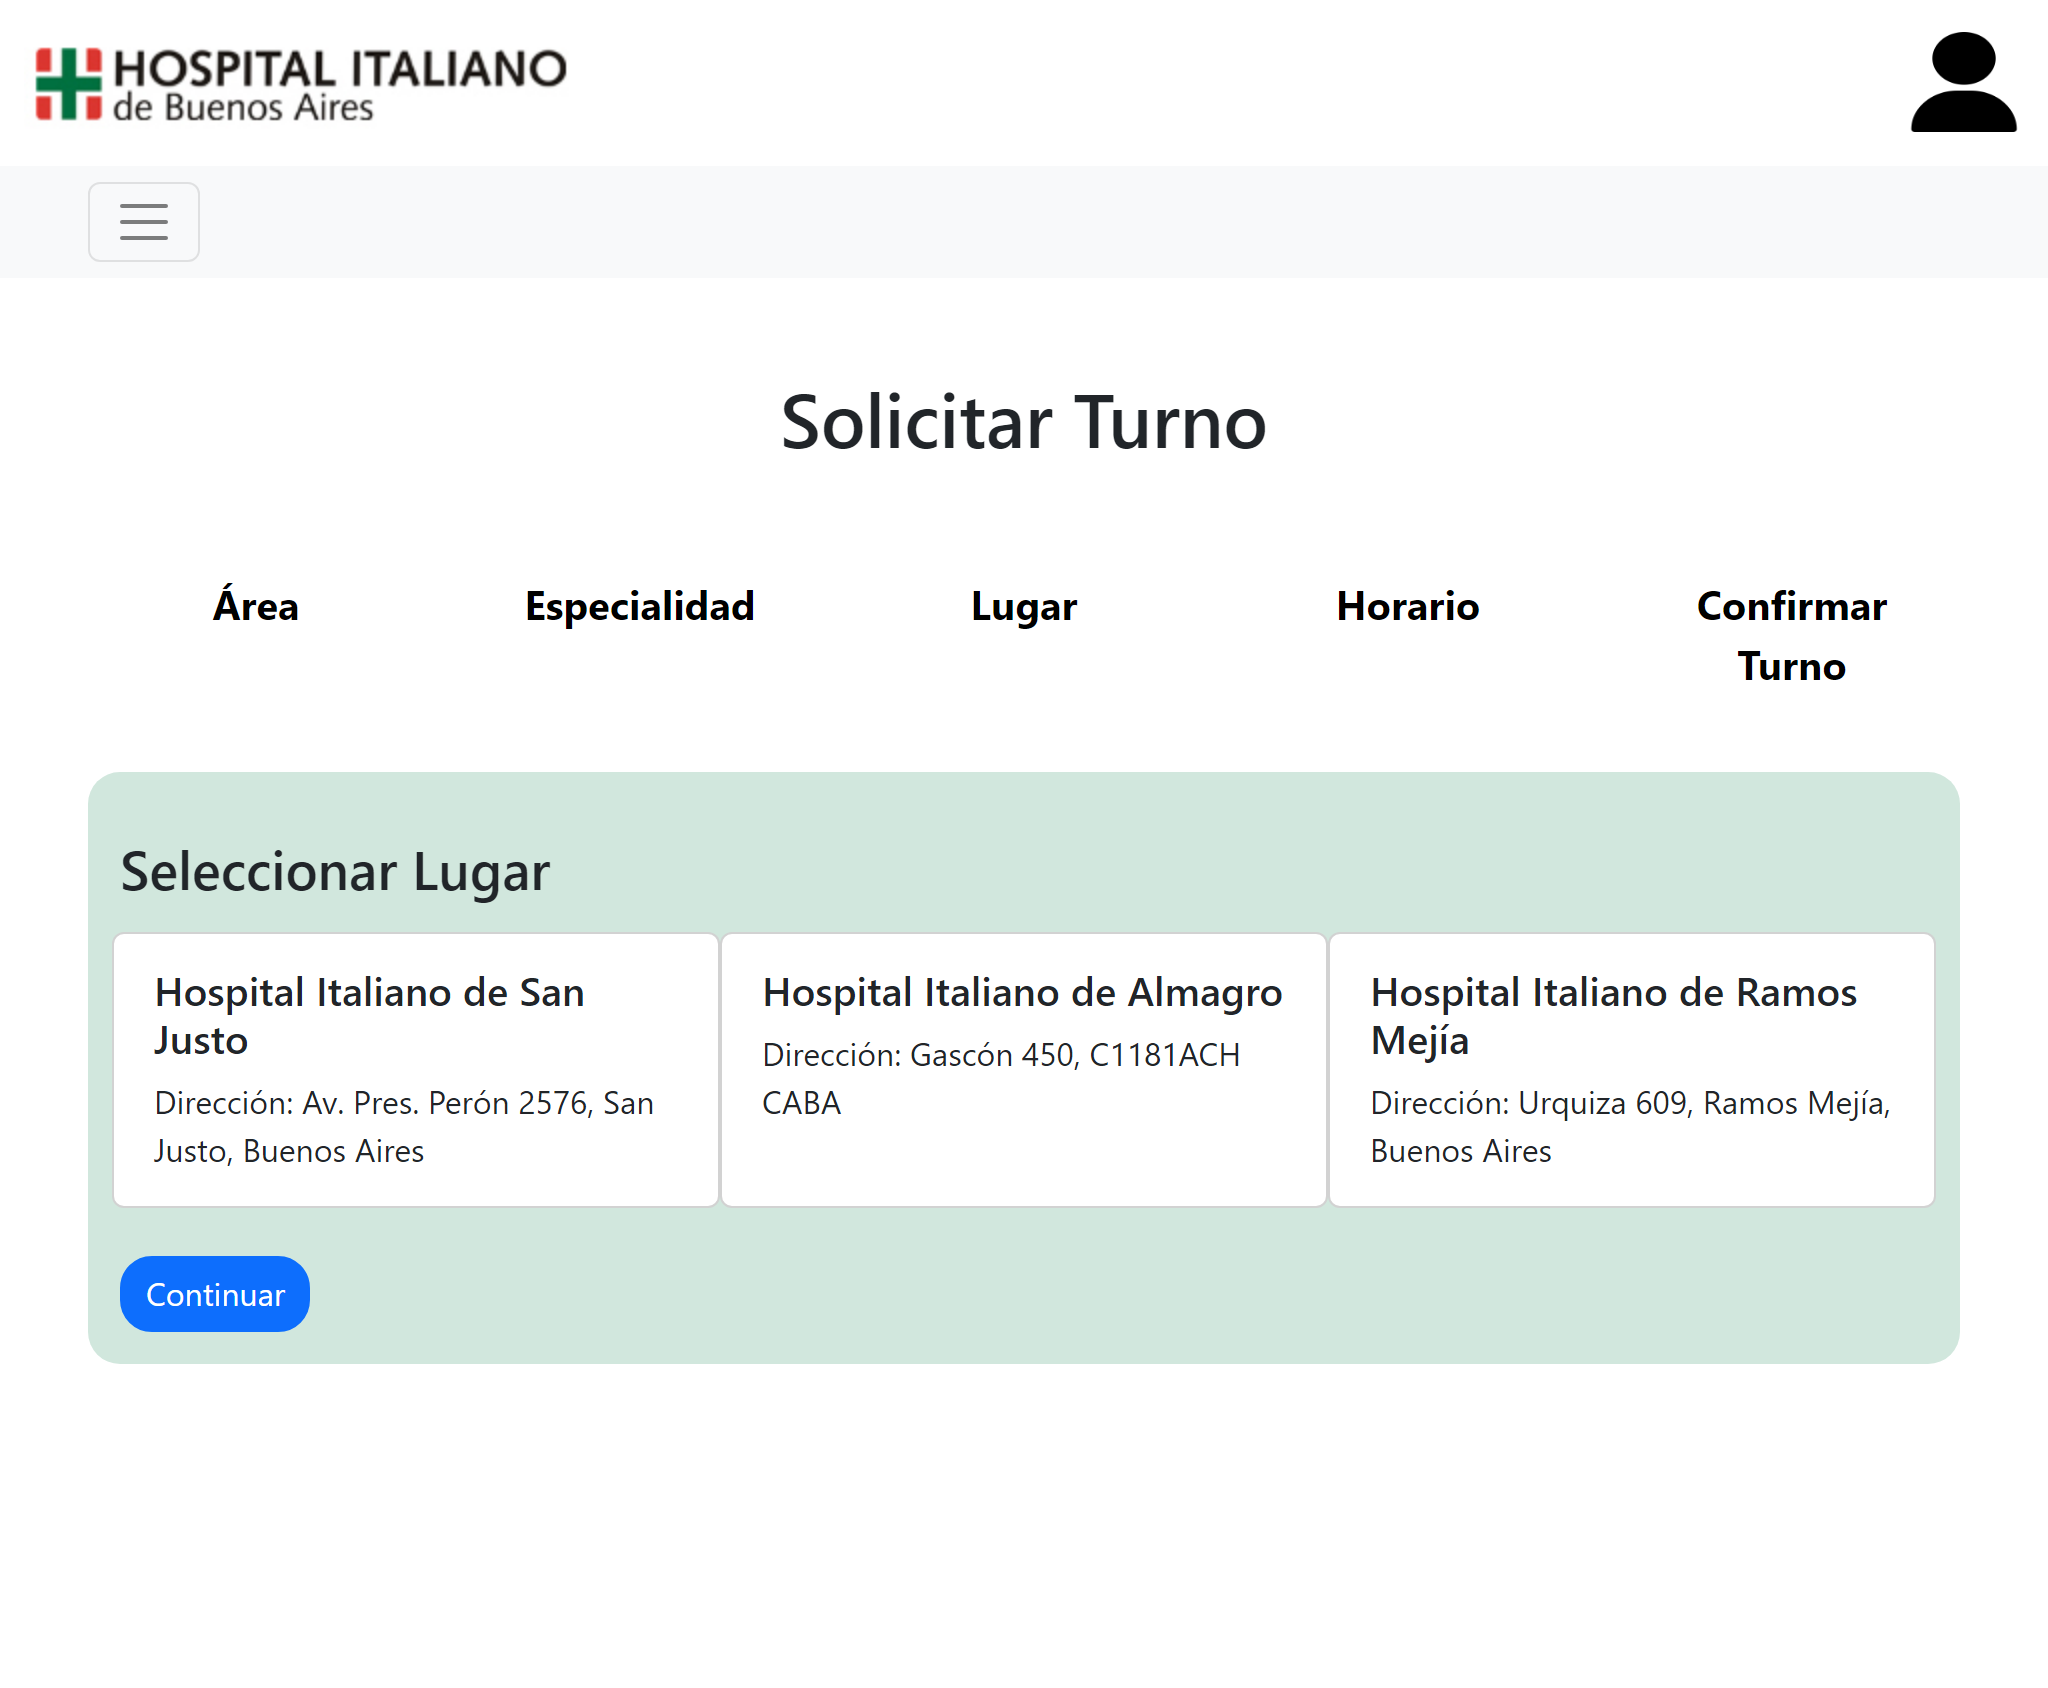 HOSPITAL ITALIANO
de Buenos Aires
Solicitar Turno
Área
Especialidad
Lugar
Horario
Confirmar
Turno
Seleccionar Lugar
Hospital Italiano de San
Justo
Dirección: Av. Pres. Perón 2576, San
Justo, Buenos Aires
Hospital Italiano de Almagro
Dirección: Gascón 450, C1181ACH
CABA
Hospital Italiano de Ramos
Mejía
Dirección: Urquiza 609, Ramos Mejía,
Buenos Aires
Continuar